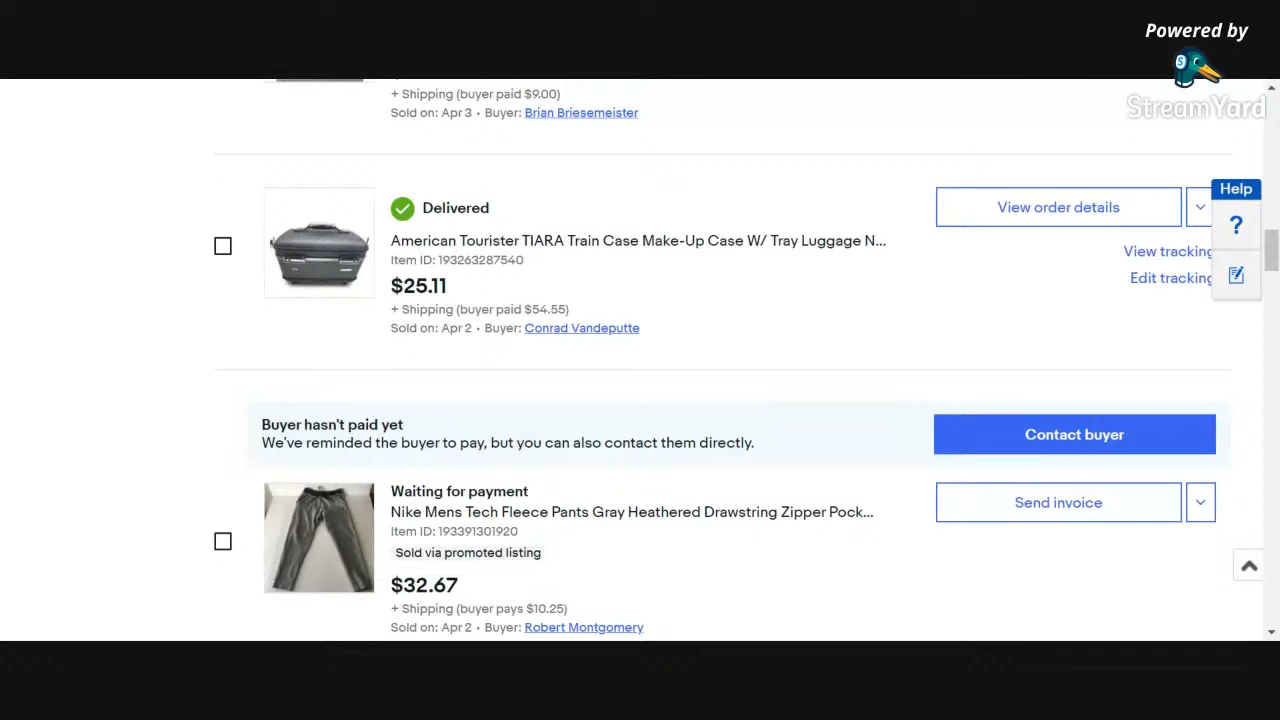 Powered by
StreamYard
+ Shipping (buyer paid $9.00)
Sold on: Apr 3 • Buyer: Brian Briesemeister
Delivered
View order details
Help
?
American Tourister TIARA Train Case Make-Up Case W/ Tray Luggage N...
Item ID: 193263287540
View tracking
$25.11
Edit tracking
+ Shipping (buyer paid $54.55)
Sold on: Apr 2 • Buyer: Conrad Vandeputte
Buyer hasn't paid yet
We've reminded the buyer to pay, but you can also contact them directly.
Contact buyer
Waiting for payment
Send invoice
Nike Mens Tech Fleece Pants Gray Heathered Drawstring Zipper Pock...
Item ID: 193391301920
Sold via promoted listing
$32.67
+ Shipping (buyer pays $10.25)
Sold on: Apr 2 • Buyer: Robert Montgomery